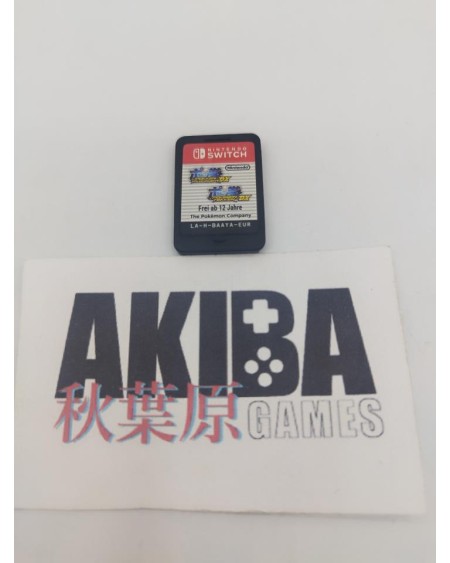 NINTENDO
SWITCH
Nintendo
Frei ab 12 Jahre
The Pokémon Company
LA-H-BAAYA-EUR
AKIBA
秋葉原
GAMES